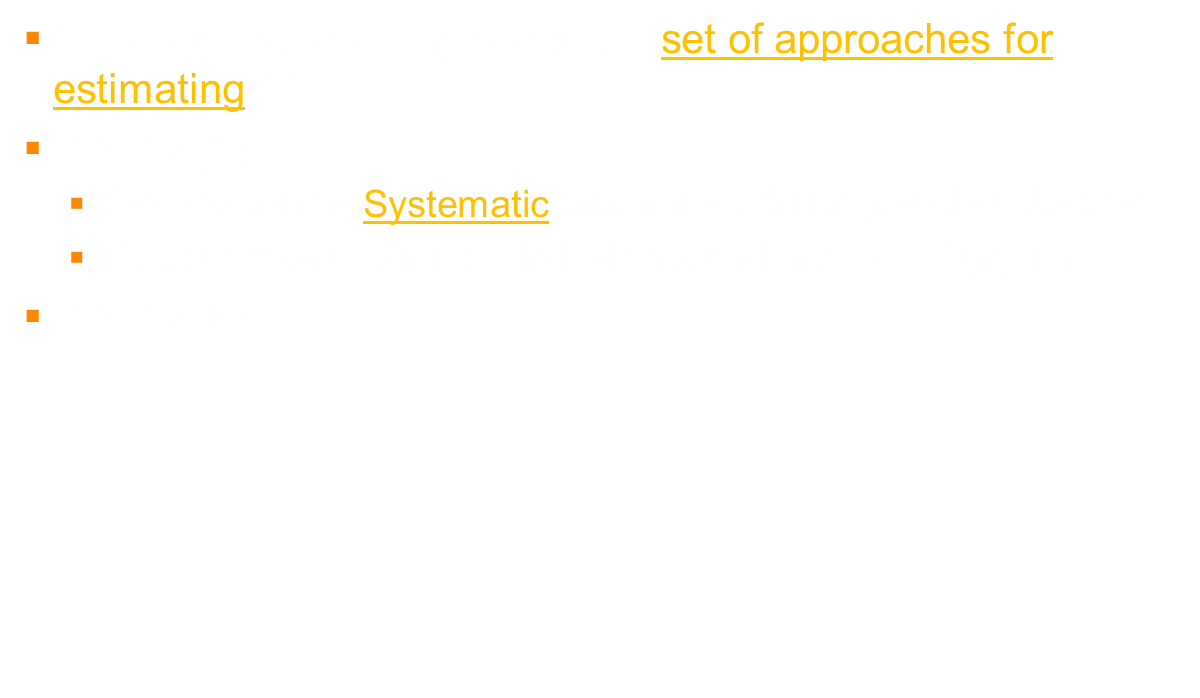 set of approaches for
estimating
Systematic